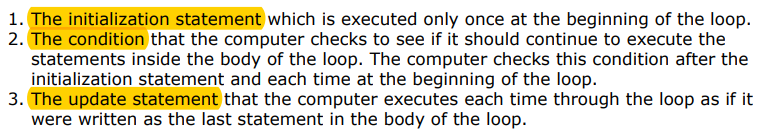 1. The initialization statement which is executed only once at the beginning of the loop.
2. The condition that the computer checks to see if it should continue to execute the
statements inside the body of the loop. The computer checks this condition after the
initialization statement and each time at the beginning of the loop.
3. The update statement that the computer executes each time through the loop as if it
were written as the last statement in the body of the loop.